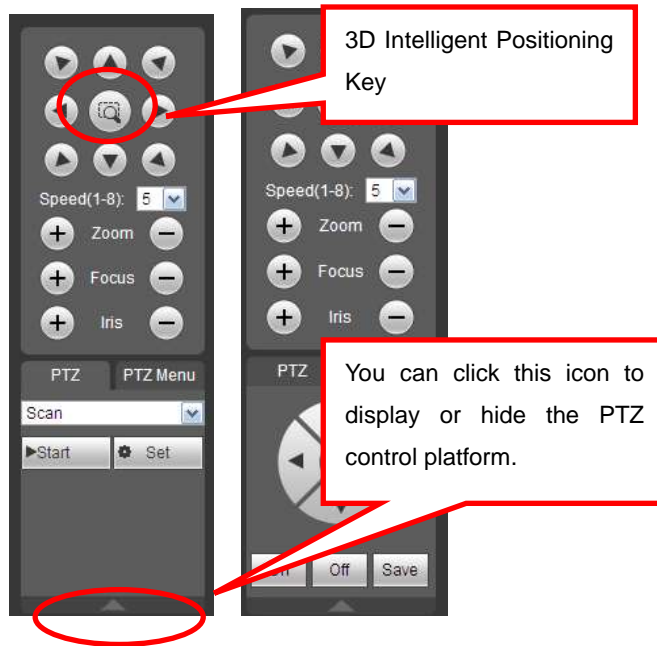 3D Intelligent Positioning
Key
Speed(1-8): 5
Zoom
Focus
Iris
PTZ PTZ Menu
Scan
Start Set
Speed(1-8): 5
Zoom
Focus
Iris
PTZ
You can click this icon to
display or hide the PTZ
control platform.
Off Save